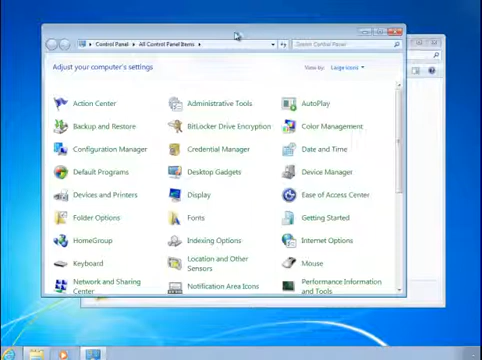 Control Panel All Control Panel Items Search Control Panel
Adjust your computer's settings View by: Large icons
Action Center Administrative Tools AutoPlay
Backup and Restore BitLocker Drive Encryption Color Management
Configuration Manager Credential Manager Date and Time
Default Programs Desktop Gadgets Device Manager
Devices and Printers Display Ease of Access Center
Folder Options Fonts Getting Started
HomeGroup Indexing Options Internet Options
Keyboard Location and Other Sensors Mouse
Network and Sharing Center Notification Area Icons Performance Information and Tools